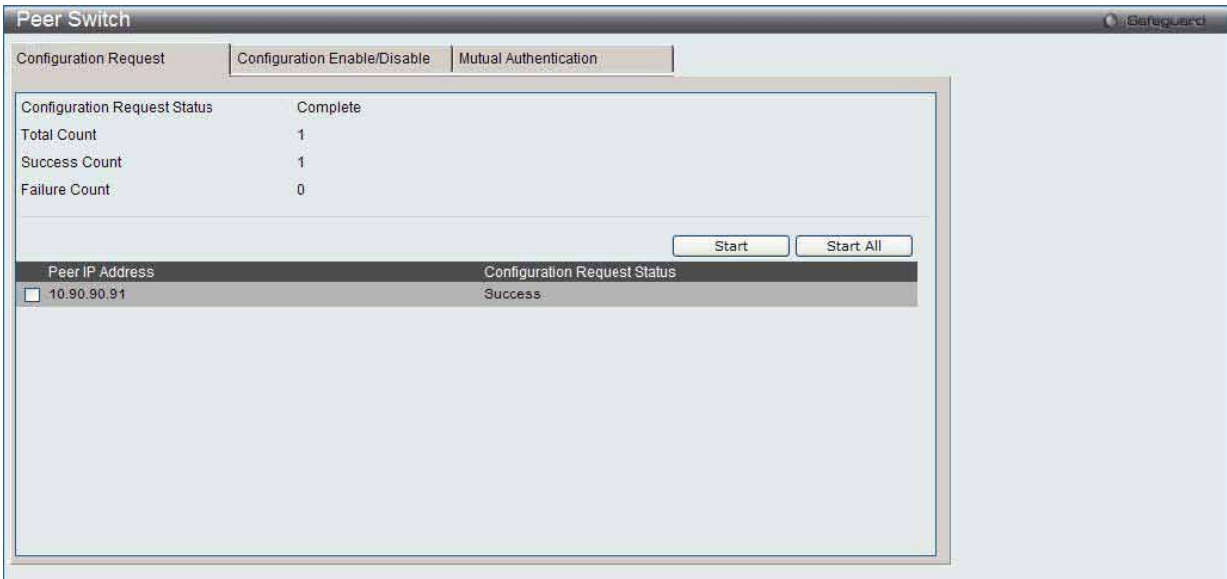 Peer Switch
Safeguard
Configuration Request
Configuration Enable/Disable
Mutual Authentication
Configuration Request Status Complete
Total Count 1
Success Count 1
Failure Count 0
Start
Start All
Peer IP Address Configuration Request Status
10.90.90.91 Success